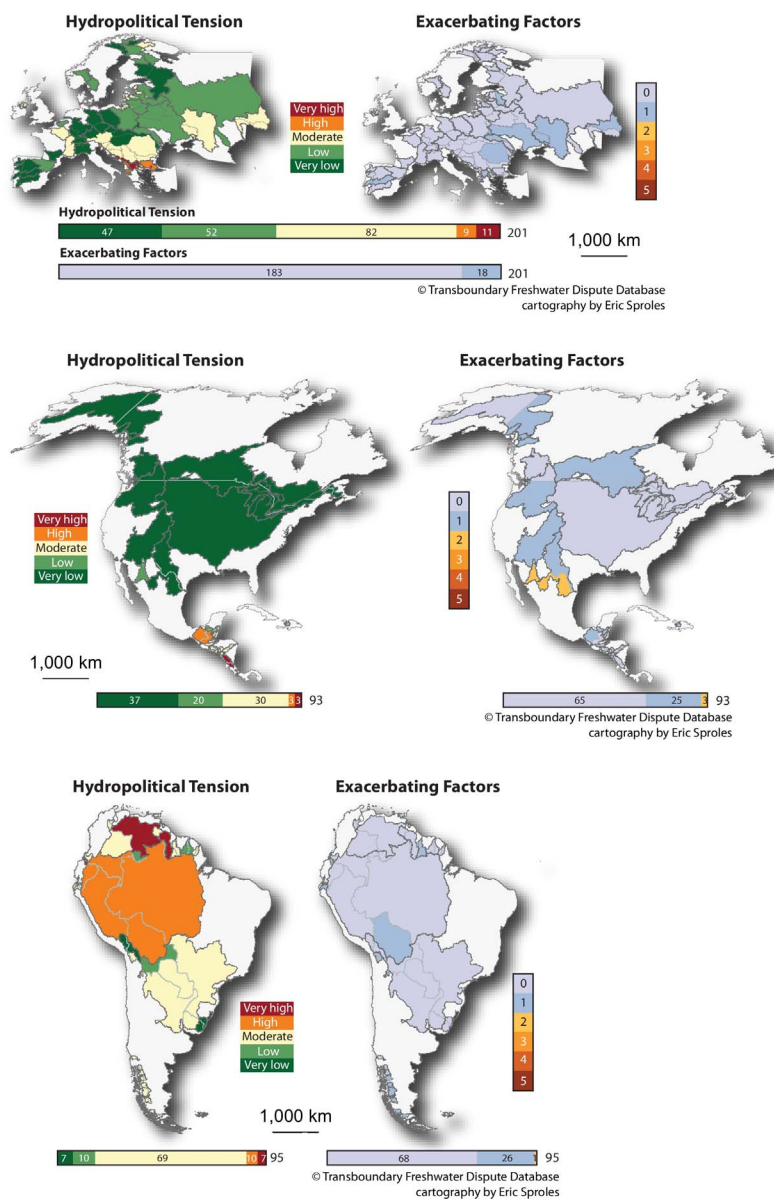 Hydropolitical Tension
Exacerbating Factors
Very high
High
Moderate
Low
Very low
0
1
2
3
4
5
Hydropolitical Tension
47 52 82 9 11 201
1,000 km
Exacerbating Factors
183 18 201
© Transboundary Freshwater Dispute Database
cartography by Eric Sproles
Hydropolitical Tension
Exacerbating Factors
Very high
High
Moderate
Low
Very low
0
1
2
3
4
5
1,000 km
37 20 30 3 3 93
65 25 3 93
© Transboundary Freshwater Dispute Database
cartography by Eric Sproles
Hydropolitical Tension
Exacerbating Factors
Very high
High
Moderate
Low
Very low
0
1
2
3
4
5
1,000 km
7 10 69 10 7 95
68 26 1 95
© Transboundary Freshwater Dispute Database
cartography by Eric Sproles